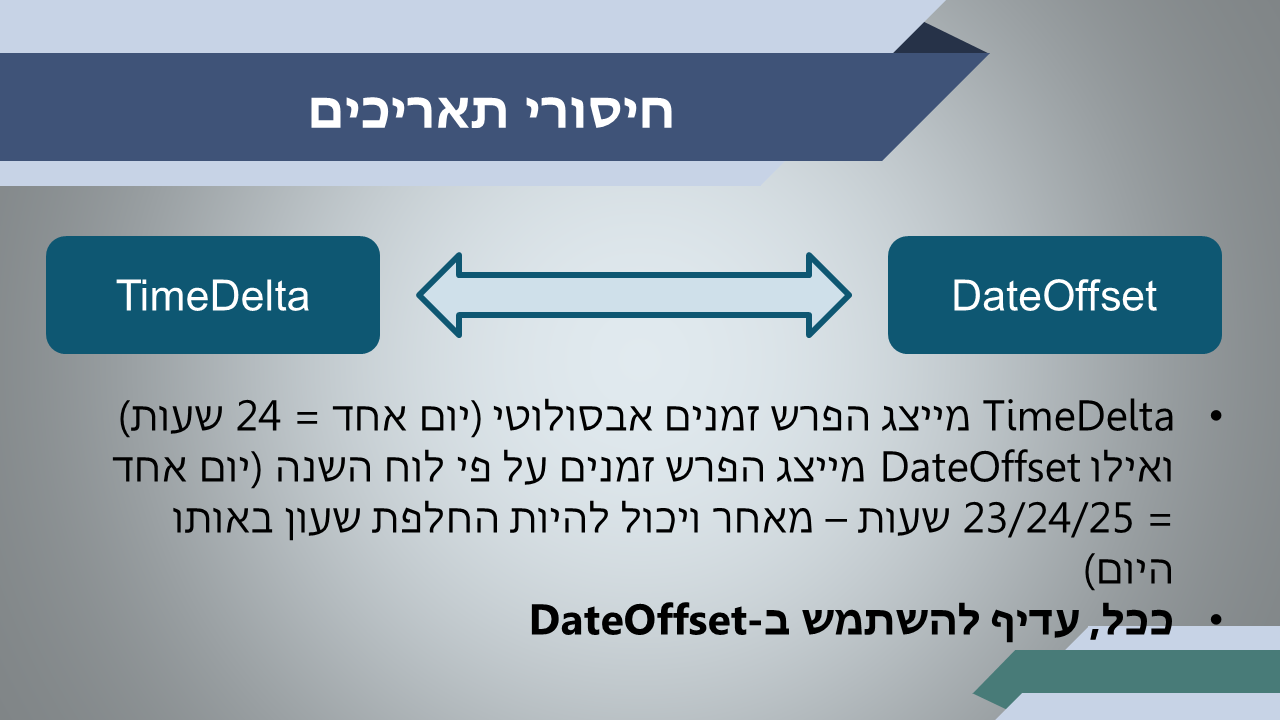 חיסורי תאריכים
DateOffset
TimeDelta
• TimeDelta מייצג הפרש זמנים אבסולוטי (יום אחד = 24 שעות)
ואילו DateOffset מייצג הפרש זמנים על פי לוח השנה (יום אחד
= 23/24/25 שעות – מאחר ויכול להיות החלפת שעון באותו
היום)
• ככל, עדיף להשתמש ב-DateOffset